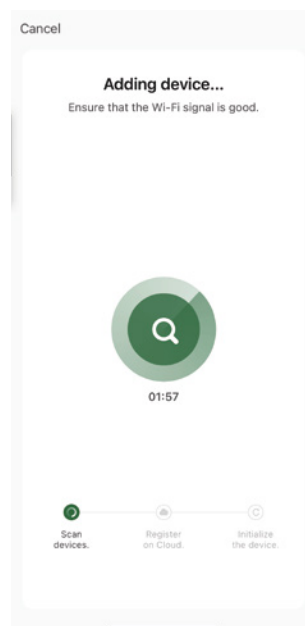 Cancel
Adding device...
Ensure that the Wi-Fi signal is good.
01:57
Scan
devices.
Register
on Cloud.
Initialize
the device.